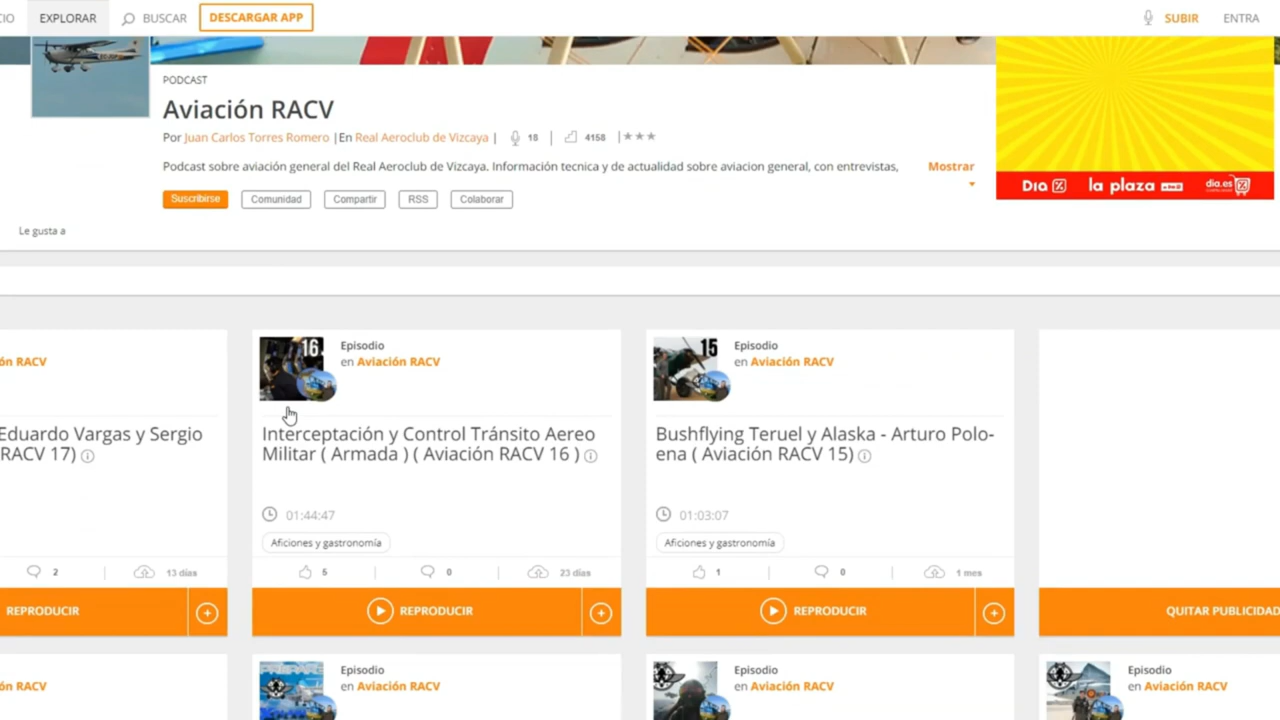 CIO
EXPLORAR
BUSCAR
DESCARGAR APP
SUBIR
ENTRA
PODCAST
Aviación RACV
Por Juan Carlos Torres Romero | En Real Aeroclub de Vizcaya |
18 | 4158 |
Podcast sobre aviación general del Real Aeroclub de Vizcaya. Información tecnica y de actualidad sobre aviacion general, con entrevistas,
Mostrar
Suscribirse
Comunidad
Compartir
RSS
Colaborar
Dia
la plaza
dia.es
Le gusta a
ón RACV
Eduardo Vargas y Sergio
RACV 17)
2
13 días
REPRODUCIR
16.
Episodio
en Aviación RACV
Interceptación y Control Tránsito Aereo
Militar ( Armada ) ( Aviación RACV 16 )
01:44:47
Aficiones y gastronomía
5
0
23 días
REPRODUCIR
15
Episodio
en Aviación RACV
Bushflying Teruel y Alaska - Arturo Polo-
ena ( Aviación RACV 15)
01:03:07
Aficiones y gastronomía
1
0
1 mes
REPRODUCIR
QUITAR PUBLICIDAD
ón RACV
Episodio
en Aviación RACV
Episodio
en Aviación RACV
Episodio
en Aviación RACV